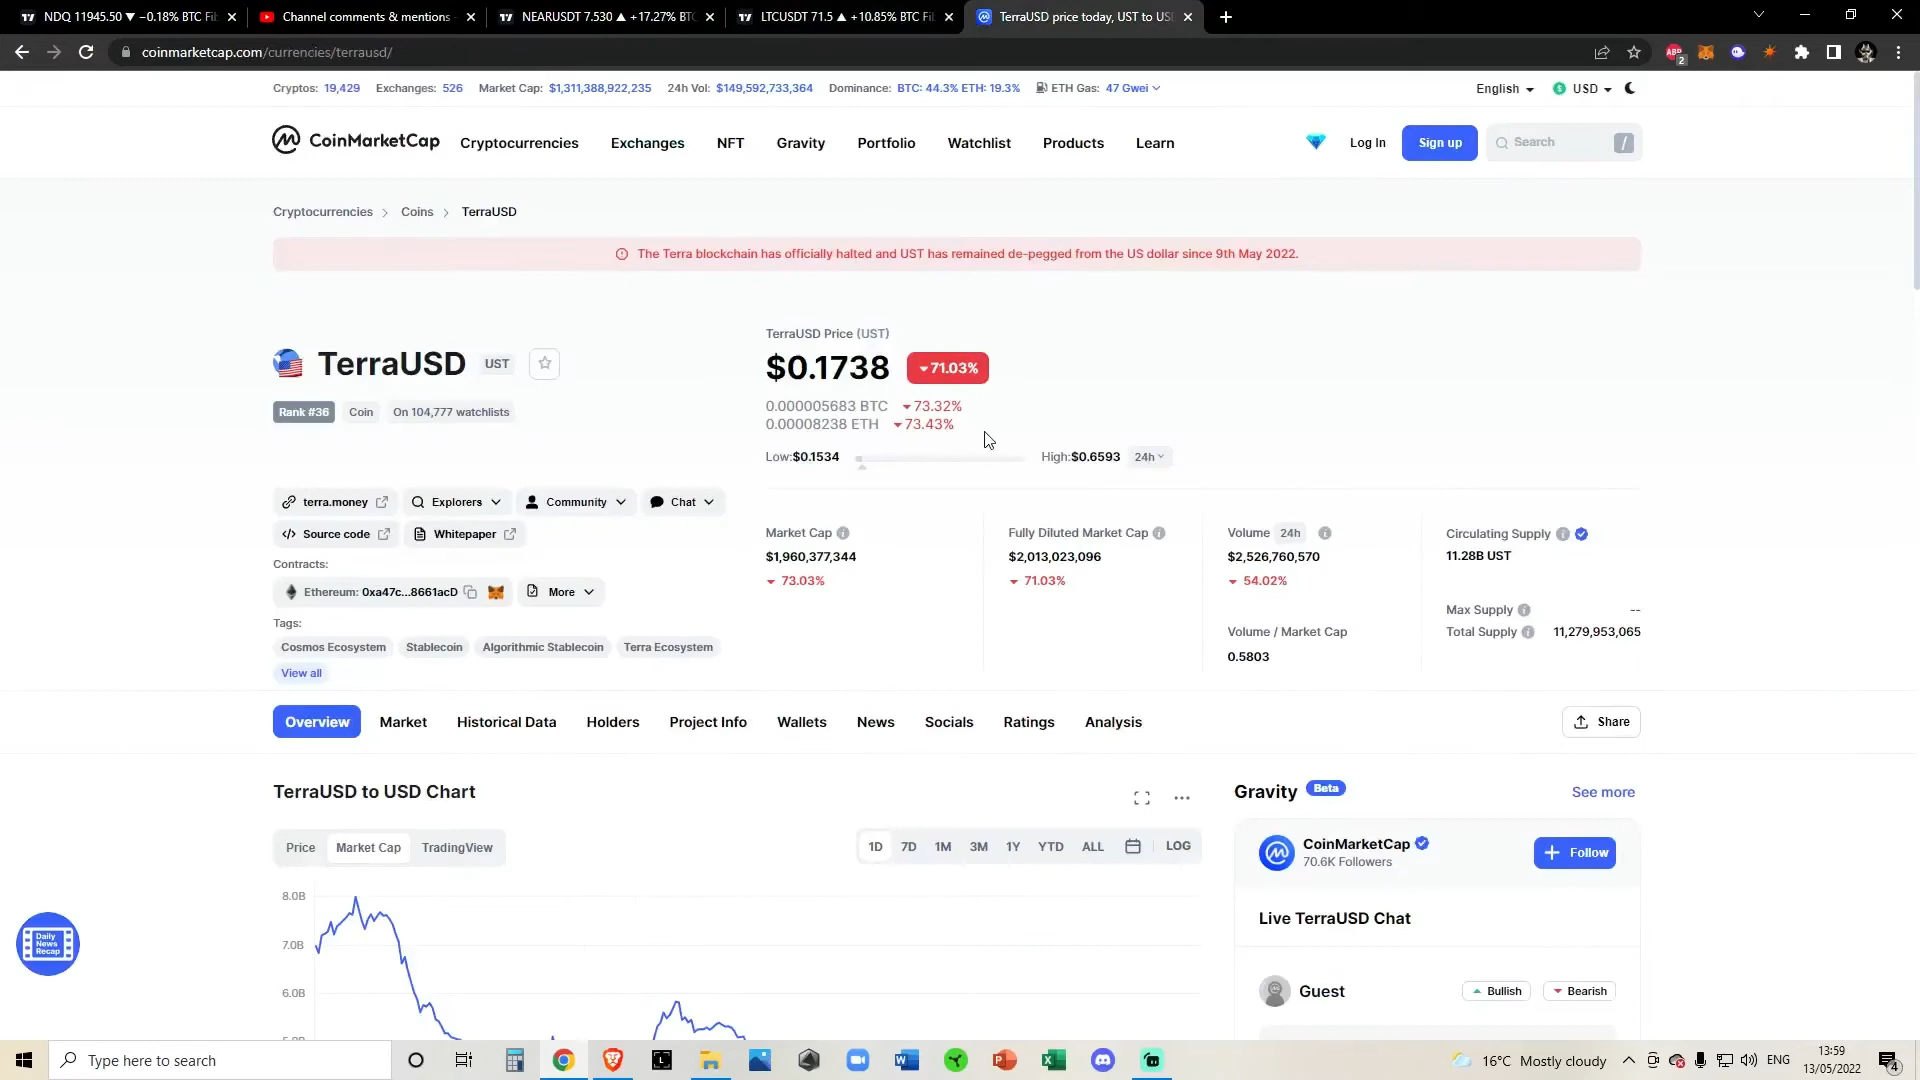 NDQ 11945.50 ▼ −0.18% BTC Fil
Channel comments & mentions
NEARUSDT 7.530 ▲ +17.27% BTC
LTCUSDT 71.5 ▲ +10.85% BTC Fil
TerraUSD price today, UST to USD
coinmarketcap.com/currencies/terrausd/
ABP
2
Cryptos: 19,429 Exchanges: 526 Market Cap: $1,311,388,922,235 24h Vol: $149,592,733,364 Dominance: BTC: 44.3% ETH: 19.3% ETH Gas: 47 Gwei
English
USD
CoinMarketCap
Cryptocurrencies Exchanges NFT Gravity Portfolio Watchlist Products Learn
Log In
Sign up
Search /
Cryptocurrencies > Coins > TerraUSD
The Terra blockchain has officially halted and UST has remained de-pegged from the US dollar since 9th May 2022.
TerraUSD UST
Rank #36 Coin On 104,777 watchlists
TerraUSD Price (UST)
$0.1738 71.03%
0.000005683 BTC 73.32%
0.00008238 ETH 73.43%
Low:$0.1534 High:$0.6593 24h
terra.money Explorers Community Chat
Source code Whitepaper
Contracts:
Ethereum: 0xa47c...8661acD More
Tags:
Cosmos Ecosystem Stablecoin Algorithmic Stablecoin Terra Ecosystem
View all
Market Cap
$1,960,377,344
73.03%
Fully Diluted Market Cap
$2,013,023,096
71.03%
Volume 24h
$2,526,760,570
54.02%
Volume / Market Cap
0.5803
Circulating Supply
11.28B UST
Max Supply --
Total Supply 11,279,953,065
Overview Market Historical Data Holders Project Info Wallets News Socials Ratings Analysis
Share
TerraUSD to USD Chart
Price Market Cap TradingView
1D 7D 1M 3M 1Y YTD ALL LOG
8.0B
7.0B
6.0B
Gravity Beta
See more
CoinMarketCap
70.6K Followers
Follow
Live TerraUSD Chat
Guest
Bullish
Bearish
Daily
News
Recap
Type here to search
16°C Mostly cloudy
ENG
13:59
13/05/2022
4